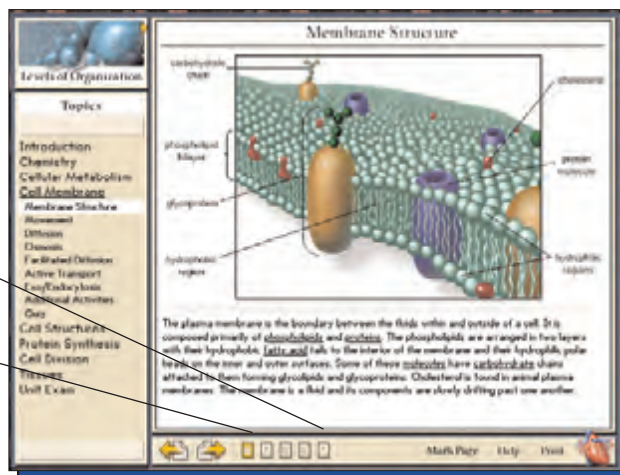 Membrane Structure
Levels of Organization
Topics
Introduction
Chemistry
Cellular Metabolism
Cell Membrane
Membrane Structure
Movement
Diffusion
Osmosis
Facilitated Diffusion
Active Transport
Exo/Endocytosis
Additional Activities
Quiz
Cell Structures
Protein Synthesis
Cell Division
Tissues
Unit Exam
carbohydrate
chain
cholesterol
phospholipid
bilayer
protein
molecule
glycoprotein
hydrophobic
region
hydrophilic
regions
The plasma membrane is the boundary between the fluids within and outside of a cell. It is
composed primarily of phospholipids and proteins. The phospholipids are arranged in two layers
with their hydrophobic fatty acid tails to the interior of the membrane and their hydrophilic polar
heads on the inner and outer surfaces. Some of these molecules have carbohydrate chains
attached to them forming glycolipids and glycoproteins. Cholesterol is found in animal plasma
membranes. The membrane is a fluid and its components are slowly drifting past one another.
Mark Page Help Print